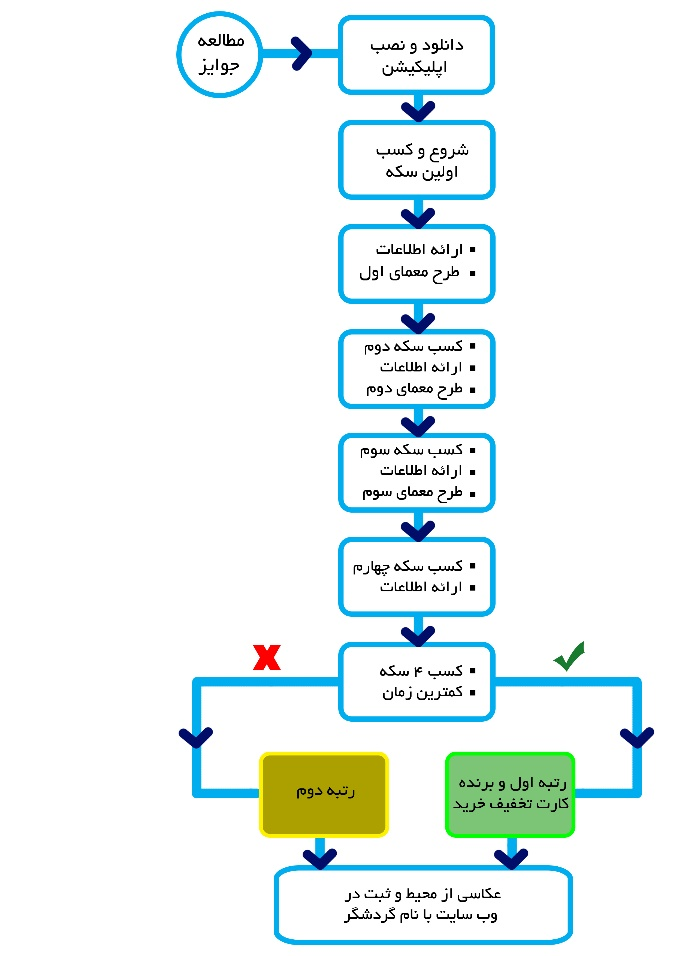 مطالعه
جوایز
دانلود و نصب
اپلیکیشن
شروع و کسب
اولین سکه
▪ ارائه اطلاعات
▪ طرح معمای اول
▪ کسب سکه دوم
▪ ارائه اطلاعات
▪ طرح معمای دوم
▪ کسب سکه سوم
▪ ارائه اطلاعات
▪ طرح معمای سوم
▪ کسب سکه چهارم
▪ ارائه اطلاعات
▪ کسب ۴ سکه
▪ کمترین زمان
رتبه اول و برنده
کارت تخفیف خرید
رتبه دوم
عکاسی از محیط و ثبت در
وب سایت با نام گردشگر